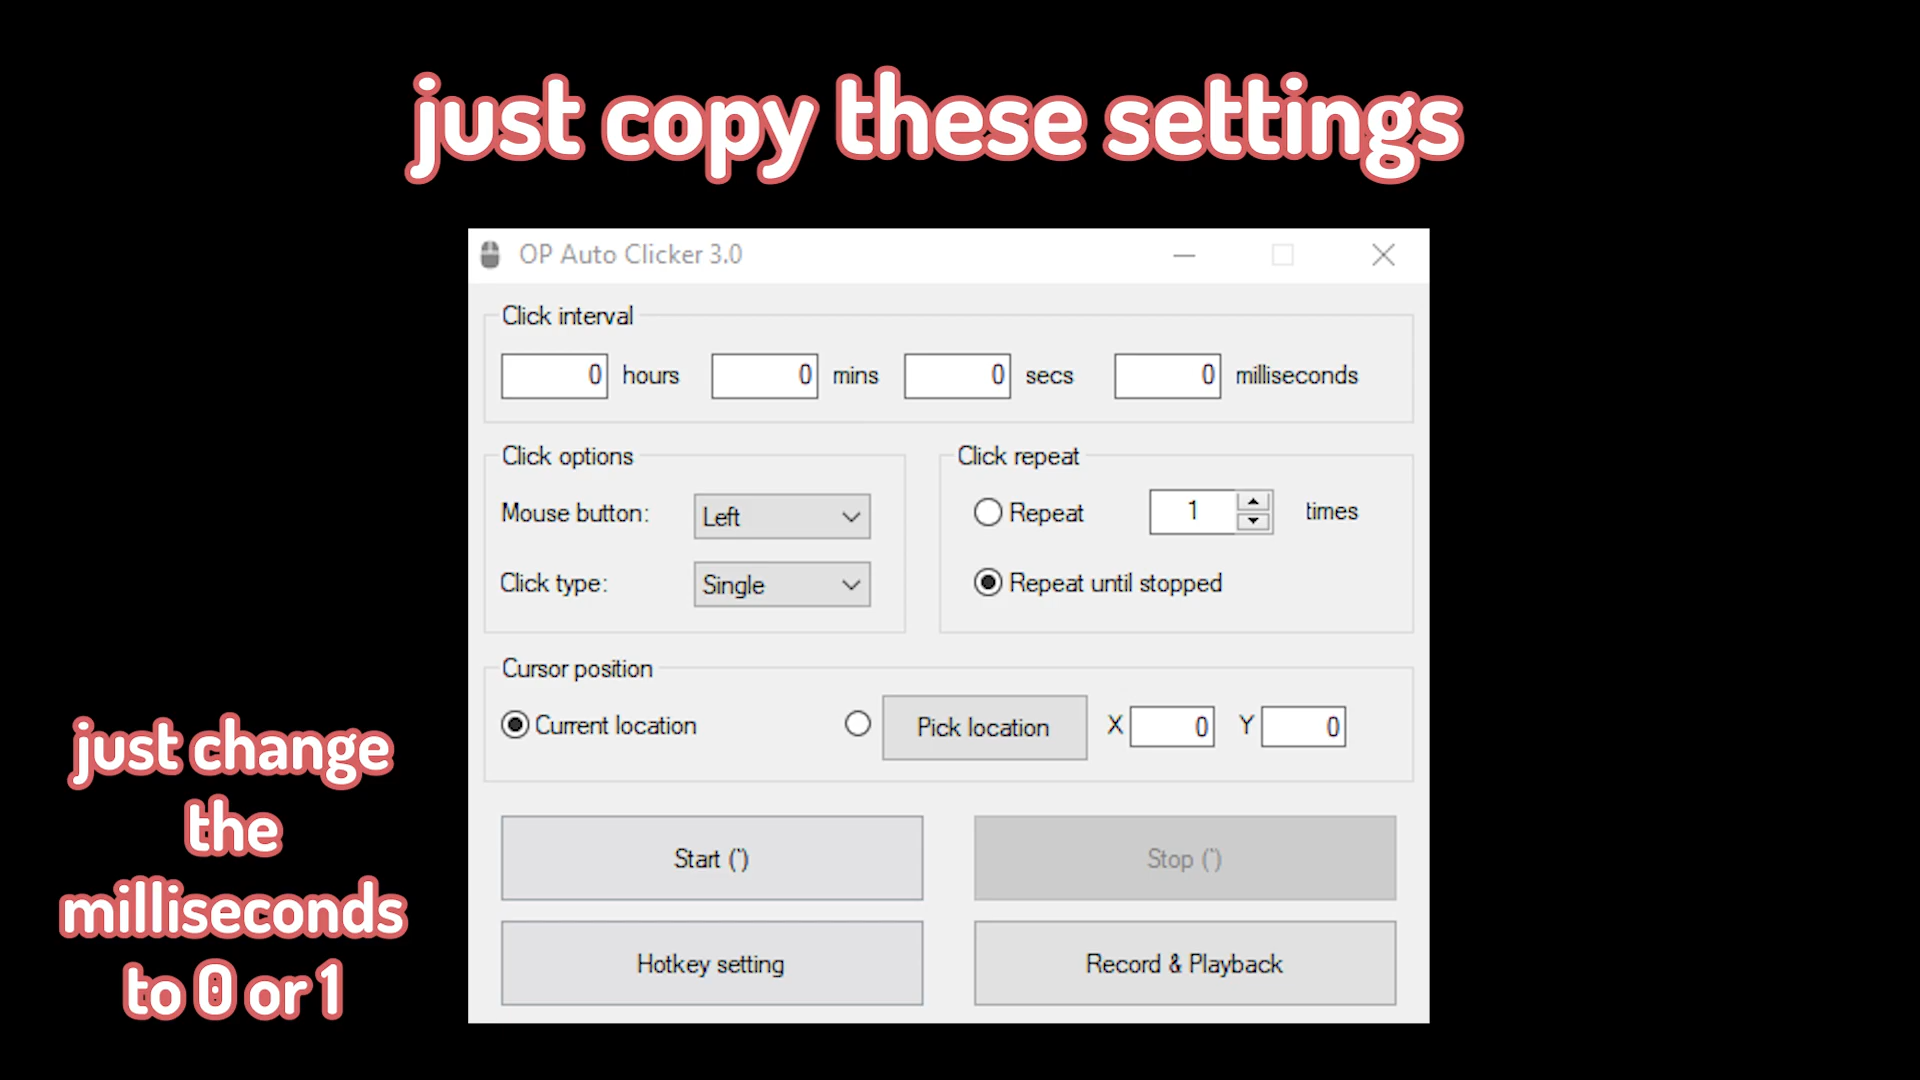 just copy these settings
OP Auto Clicker 3.0
Click interval
0 hours 0 mins 0 secs 0 milliseconds
Click options
Mouse button: Left
Click type: Single
Click repeat
Repeat 1 times
Repeat until stopped
Cursor position
Current location Pick location X 0 Y 0
just change
the
milliseconds
to 0 or 1
Start (`) Stop (`)
Hotkey setting Record & Playback